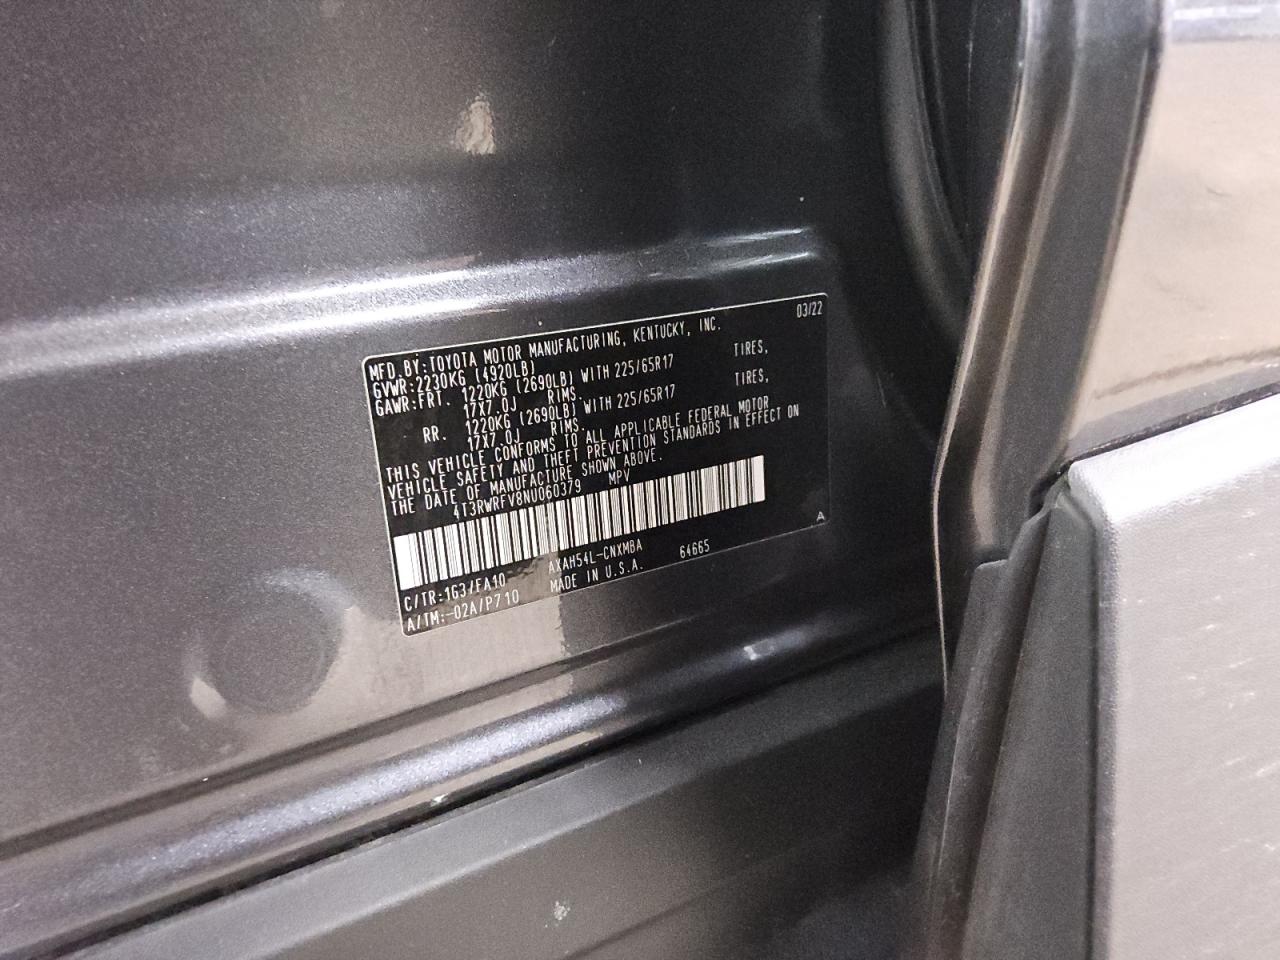 03/22
MFD.BY:TOYOTA MOTOR MANUFACTURING, KENTUCKY, INC.
GVWR:2230KG (4920LB)
GAWR:FRT. 1220KG (2690LB) WITH 225/65R17 TIRES,
17X7.0J RIMS.
RR. 1220KG (2690LB) WITH 225/65R17 TIRES,
17X7.0J RIMS.
THIS VEHICLE CONFORMS TO ALL APPLICABLE FEDERAL MOTOR
VEHICLE SAFETY AND THEFT PREVENTION STANDARDS IN EFFECT ON
THE DATE OF MANUFACTURE SHOWN ABOVE.
4T3RWRFV8NU060379 MPV
A
C/TR:1G3/FA10 AXAH54L-CNXMBA 64665
A/TM:-02A/P710 MADE IN U.S.A.